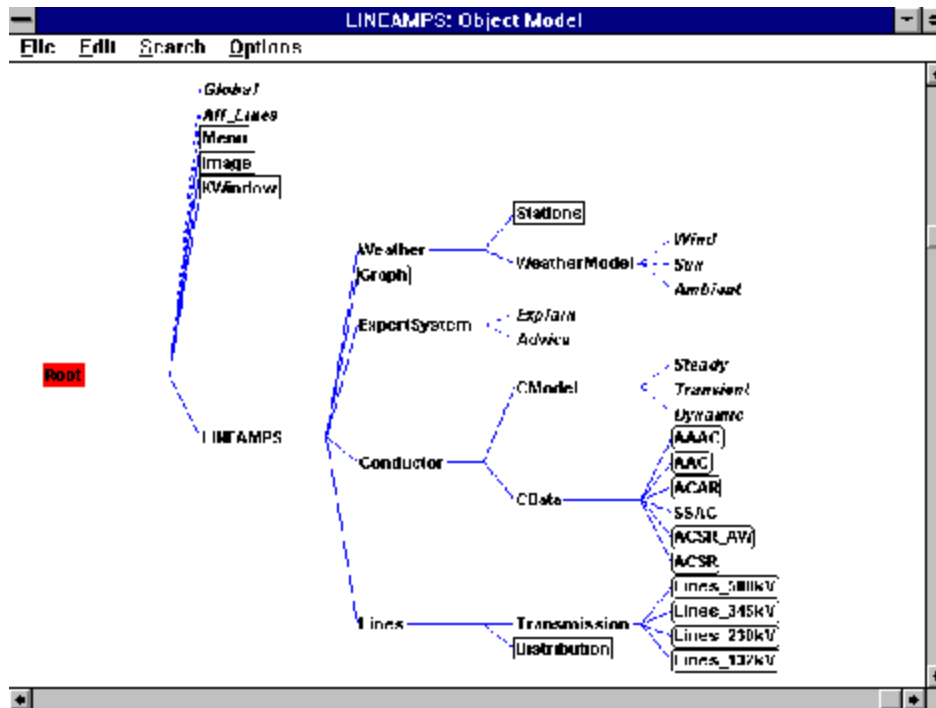 LINEAMPS: Object Model
File Edit Search Options
Global
Aff_Lines
Menu
Image
KWindow
Stations
Weather
WeatherModel
Wind
Sun
Ambient
Graph
ExpertSystem
Explain
Advice
Root
LINEAMPS
Conductor
CModel
Steady
Transient
Dynamic
CData
AAAC
AAC
ACAR
SSAC
ACSR_AW
ACSR
Lines
Transmission
Distribution
Lines_500kV
Lines_345kV
Lines_230kV
Lines_132kV